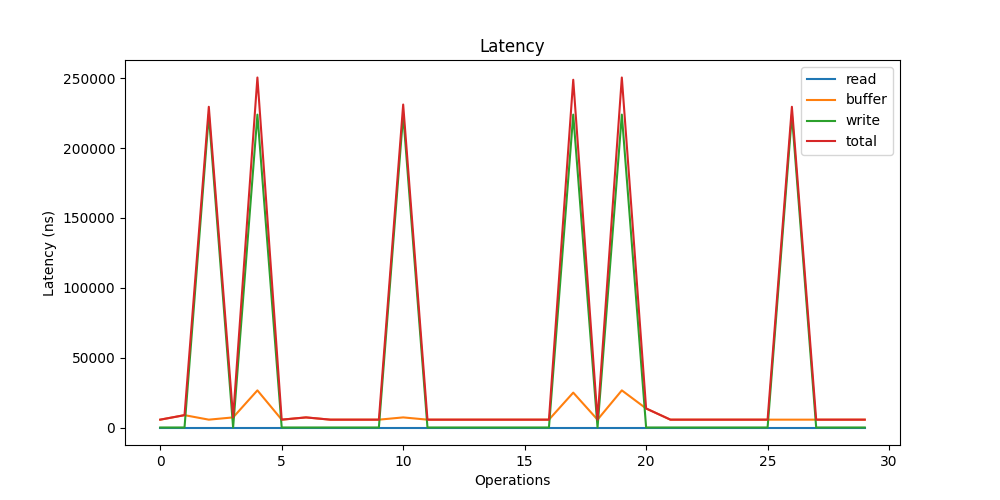 Latency
250000
200000
150000
100000
50000
0
Latency (ns)
read
buffer
write
total
0 5 10 15 20 25 30
Operations